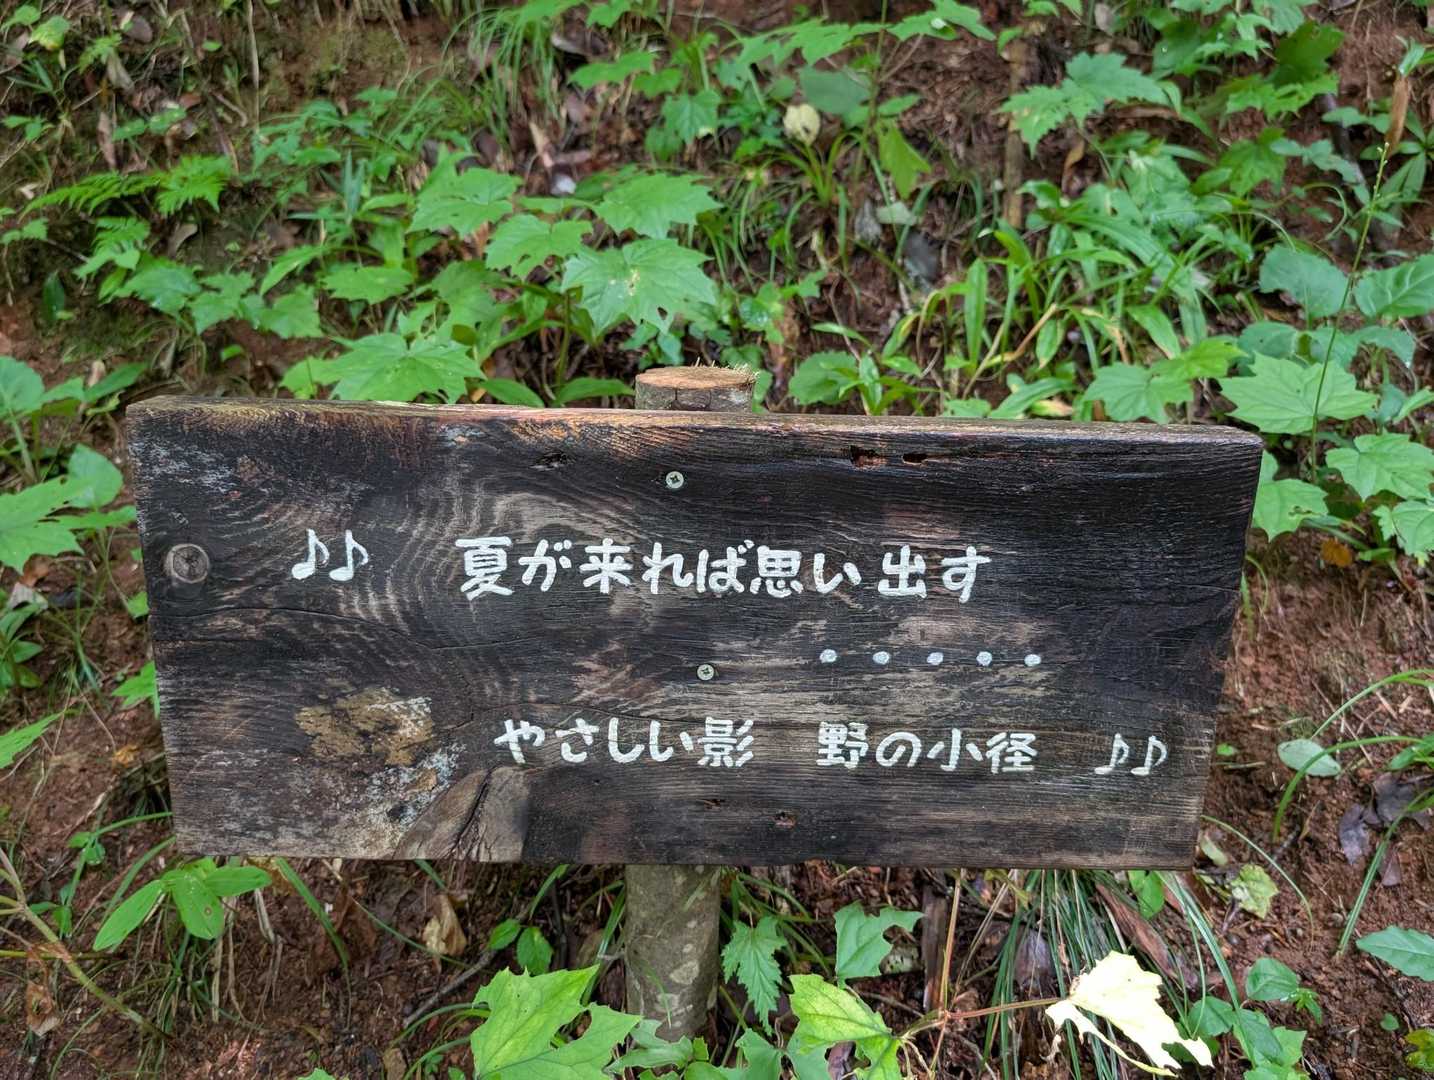 ♪♪ 夏が来れば思い出す
・・・・・
やさしい影 野の小径 ♪♪